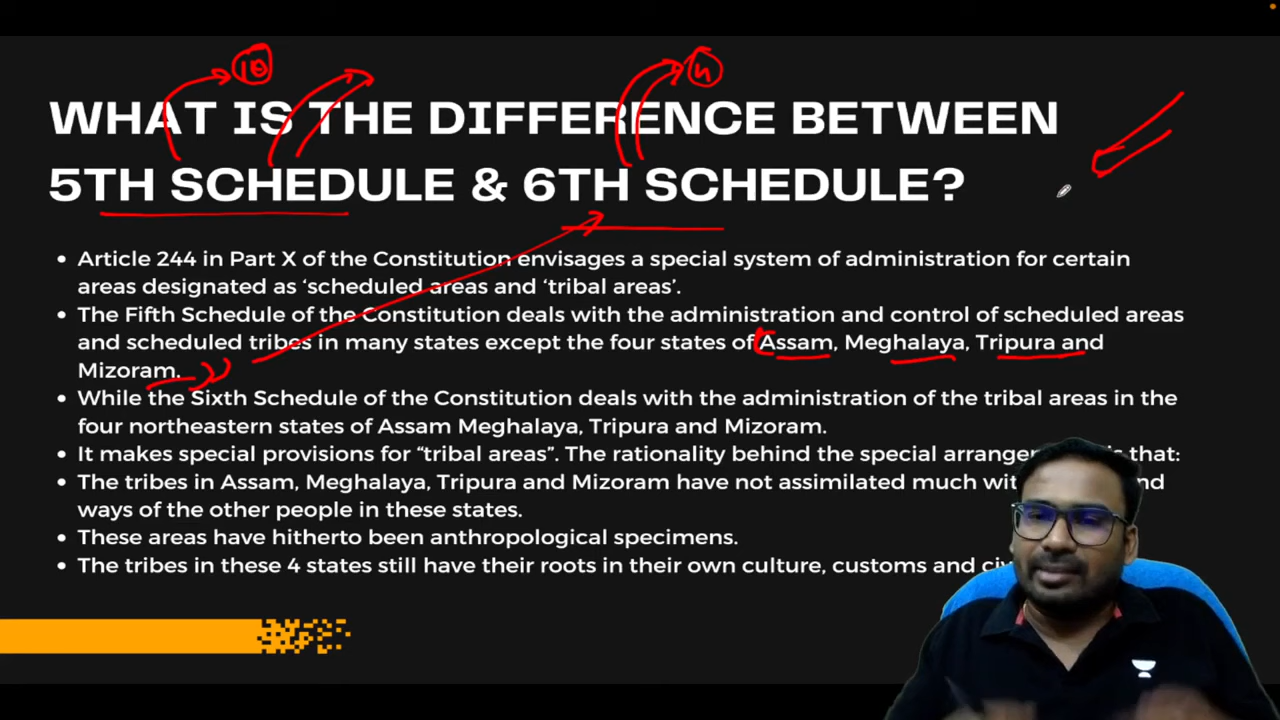 10
4
WHAT IS THE DIFFERENCE BETWEEN
5TH SCHEDULE & 6TH SCHEDULE?
• Article 244 in Part X of the Constitution envisages a special system of administration for certain
areas designated as ‘scheduled areas and ‘tribal areas’.
• The Fifth Schedule of the Constitution deals with the administration and control of scheduled areas
and scheduled tribes in many states except the four states of Assam, Meghalaya, Tripura and
Mizoram.
• While the Sixth Schedule of the Constitution deals with the administration of the tribal areas in the
four northeastern states of Assam Meghalaya, Tripura and Mizoram.
• It makes special provisions for “tribal areas”. The rationality behind the special that:
• The tribes in Assam, Meghalaya, Tripura and Mizoram have not assimilated much
ways of the other people in these states.
• These areas have hitherto been anthropological specimens.
• The tribes in these 4 states still have their roots in their own culture, customs and